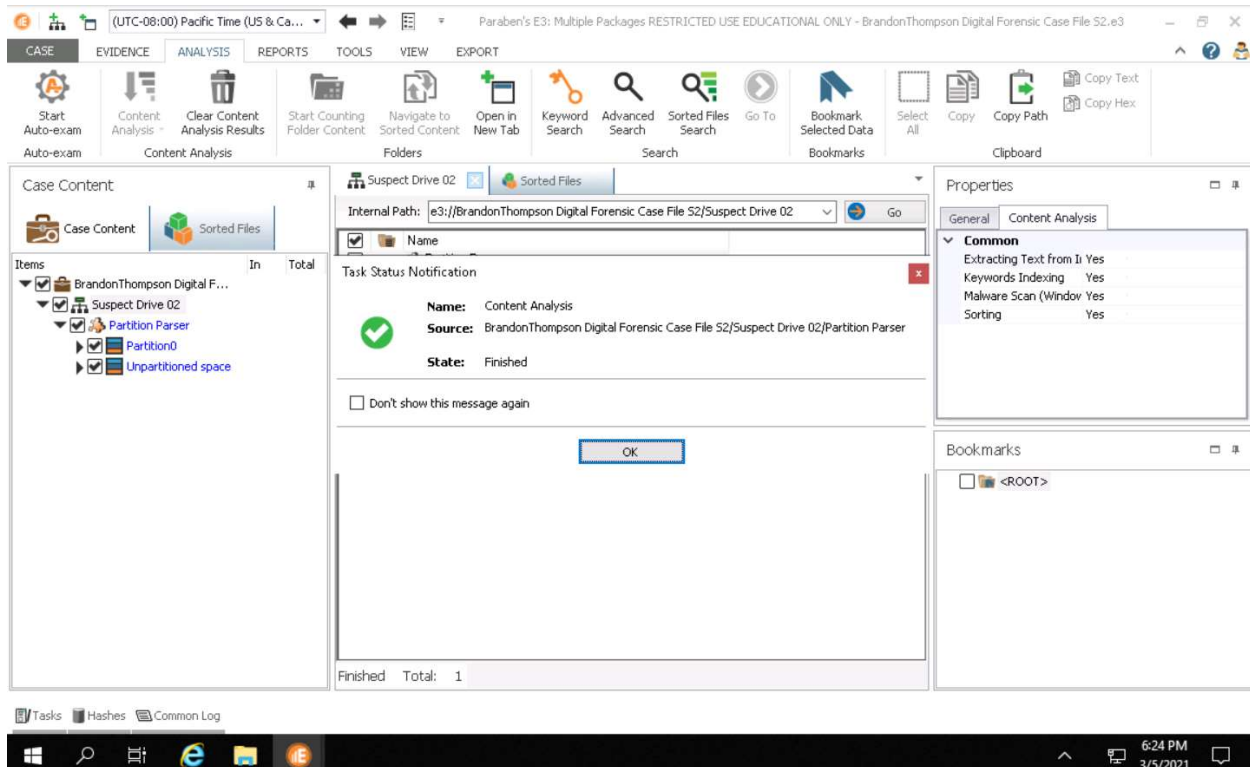 (UTC-08:00) Pacific Time (US & Ca...
Paraben's E3: Multiple Packages RESTRICTED USE EDUCATIONAL ONLY - BrandonThompson Digital Forensic Case File S2.e3
CASE EVIDENCE ANALYSIS REPORTS TOOLS VIEW EXPORT
Start Auto-exam
Content Analysis
Clear Content Analysis Results
Start Counting Folder Content
Navigate to Sorted Content
Open in New Tab
Keyword Search
Advanced Search
Sorted Files Search
Go To
Bookmark Selected Data
Select All
Copy
Copy Path
Copy Text
Copy Hex
Auto-exam Content Analysis Folders Search Bookmarks Clipboard
Case Content
Case Content Sorted Files
Items In Total
BrandonThompson Digital F...
Suspect Drive 02
Partition Parser
Partition0
Unpartitioned space
Suspect Drive 02 Sorted Files
Internal Path: e3://BrandonThompson Digital Forensic Case File S2/Suspect Drive 02 Go
Name
Task Status Notification
Name: Content Analysis
Source: BrandonThompson Digital Forensic Case File S2/Suspect Drive 02/Partition Parser
State: Finished
Don't show this message again
OK
Finished Total: 1
Properties
General Content Analysis
Common
Extracting Text from I Yes
Keywords Indexing Yes
Malware Scan (Window Yes
Sorting Yes
Bookmarks
<ROOT>
Tasks Hashes Common Log
6:24 PM
3/5/2021